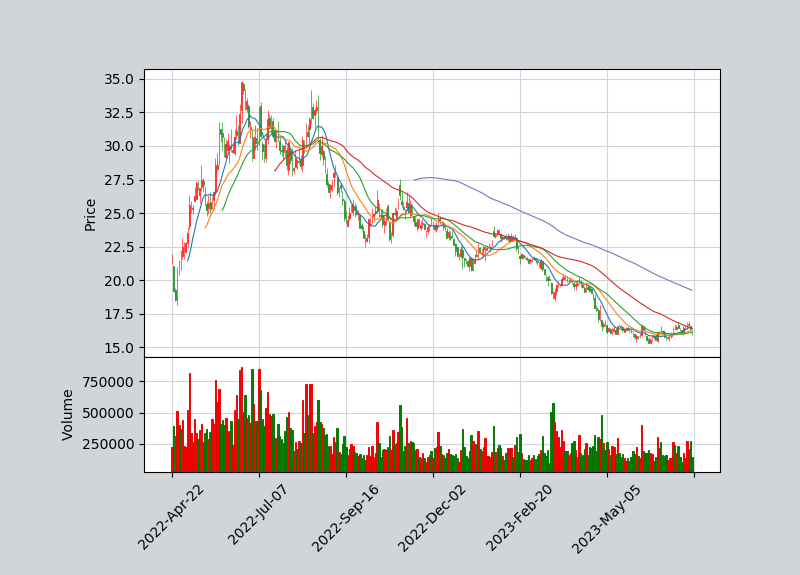 35.0
32.5
30.0
27.5
25.0
22.5
20.0
17.5
15.0
Price
750000
500000
250000
Volume
2022-Apr-22
2022-Jul-07
2022-Sep-16
2022-Dec-02
2023-Feb-20
2023-May-05